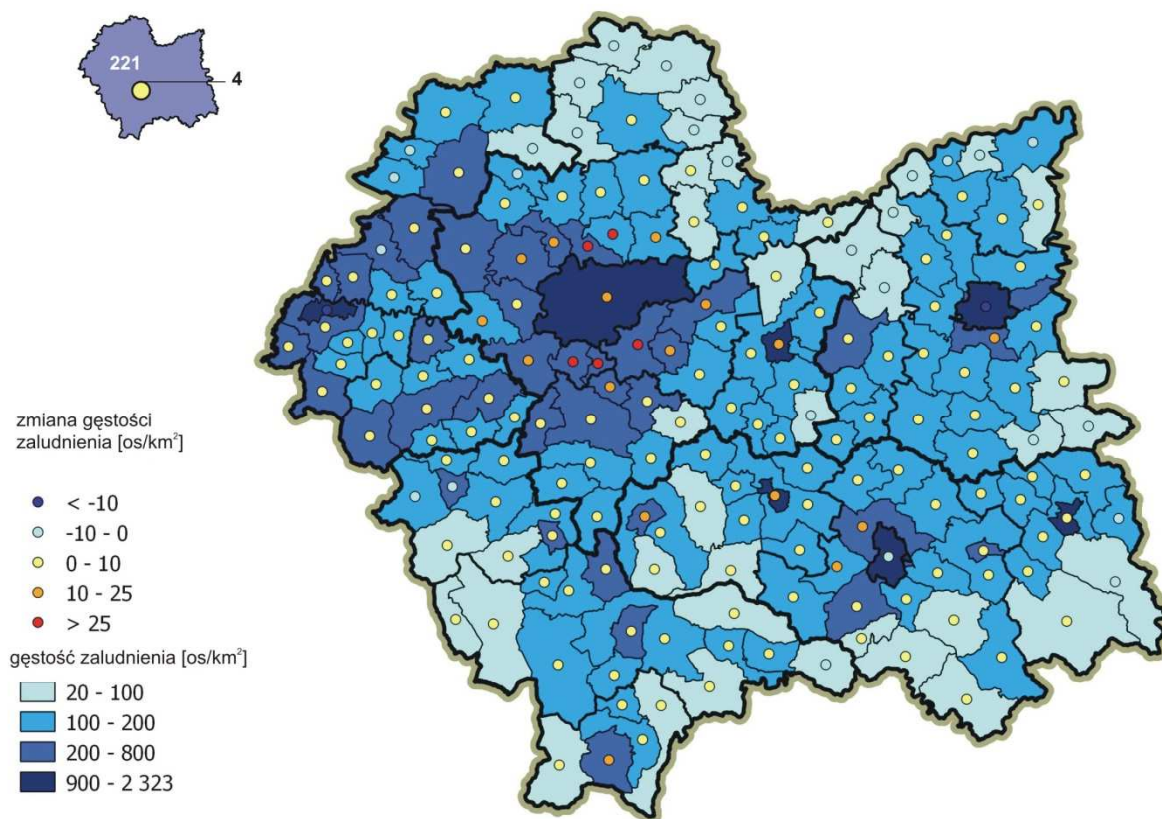 221
4
zmiana gęstości
zaludnienia [os/km²]
< -10
-10 - 0
0 - 10
10 - 25
> 25
gęstość zaludnienia [os/km²]
20 - 100
100 - 200
200 - 800
900 - 2 323